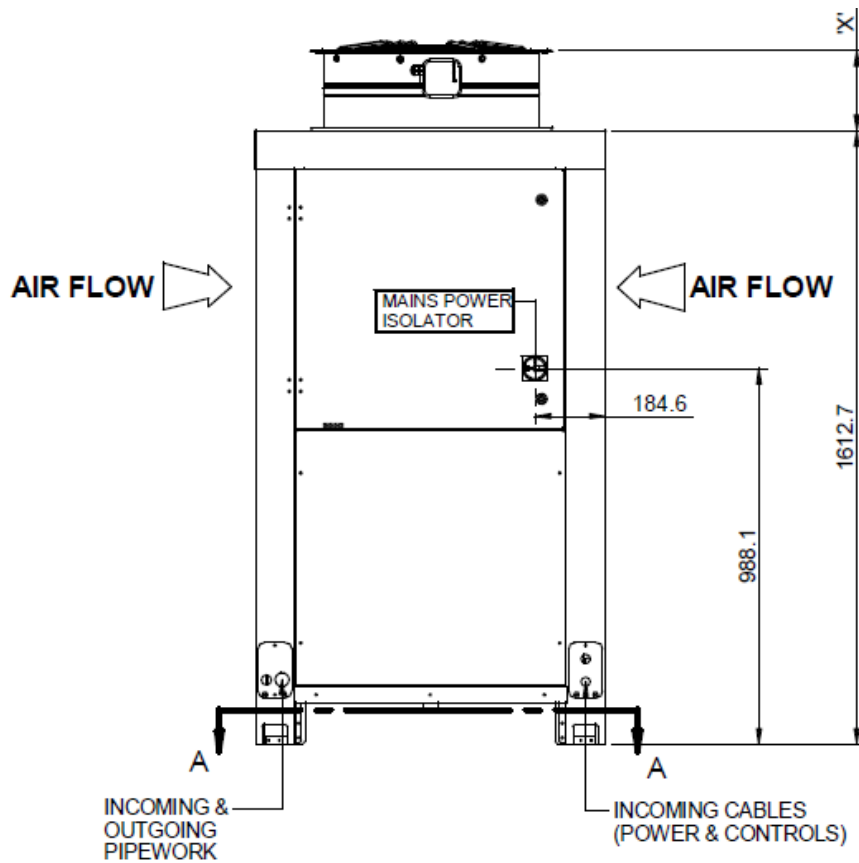 'X'
AIR FLOW
AIR FLOW
MAINS POWER
ISOLATOR
184.6
1612.7
988.1
A
A
INCOMING &
OUTGOING
PIPEWORK
INCOMING CABLES
(POWER & CONTROLS)